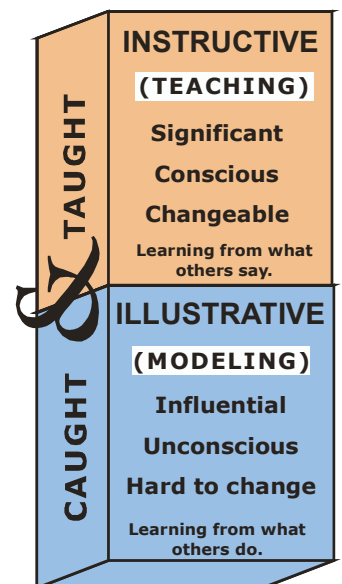 INSTRUCTIVE
(TEACHING)
Significant
Conscious
Changeable
Learning from what
others say.
TAUGHT
&
CAUGHT
ILLUSTRATIVE
(MODELING)
Influential
Unconscious
Hard to change
Learning from what
others do.